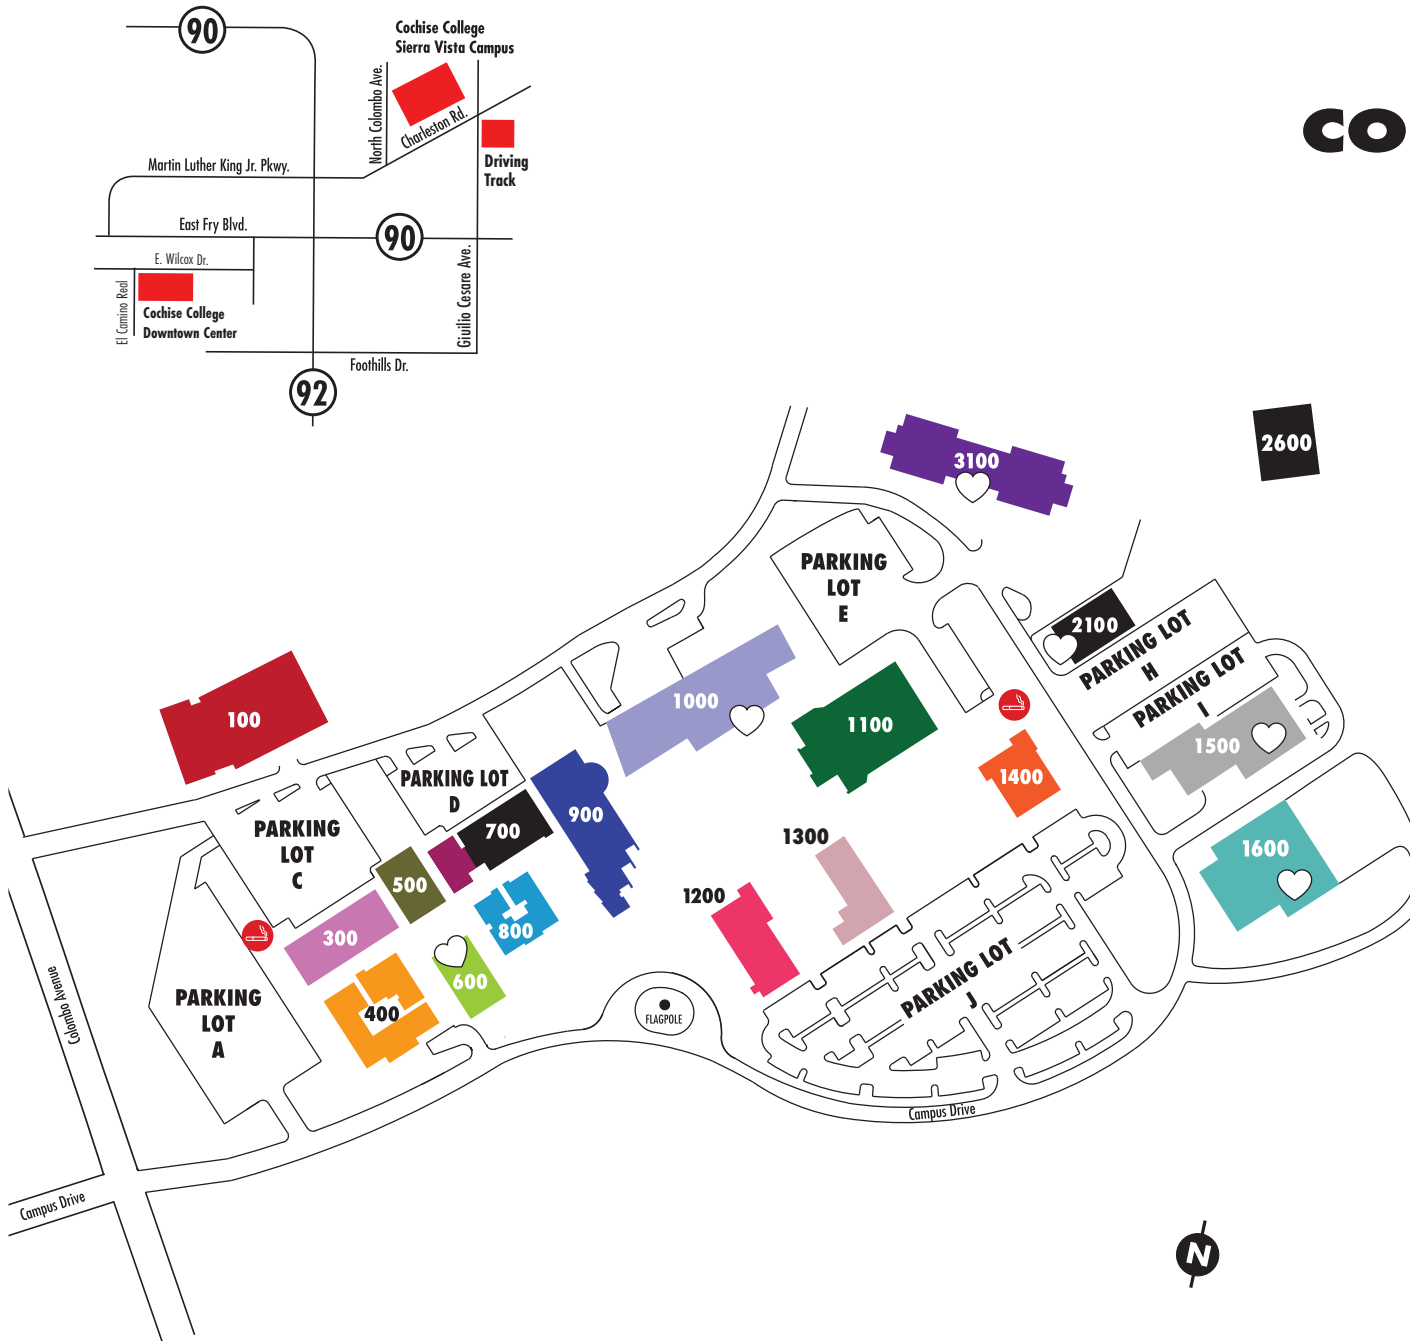 90
Cochise College
Sierra Vista Campus
CO
North Colombo Ave.
Charleston Rd.
Driving
Track
Martin Luther King Jr. Pkwy.
East Fry Blvd.
90
E. Wilcox Dr.
El Camino Real
Cochise College
Downtown Center
Giuilio Cesare Ave.
Foothills Dr.
92
3100
2600
PARKING
LOT
E
2100
PARKING LOT
H
PARKING LOT
I
100
1000
1100
1400
1500
PARKING LOT
D
PARKING
LOT
C
700
900
1300
1600
500
1200
300
800
600
400
PARKING LOT
J
PARKING
LOT
A
FLAGPOLE
Colombo Avenue
Campus Drive
Campus Drive
N